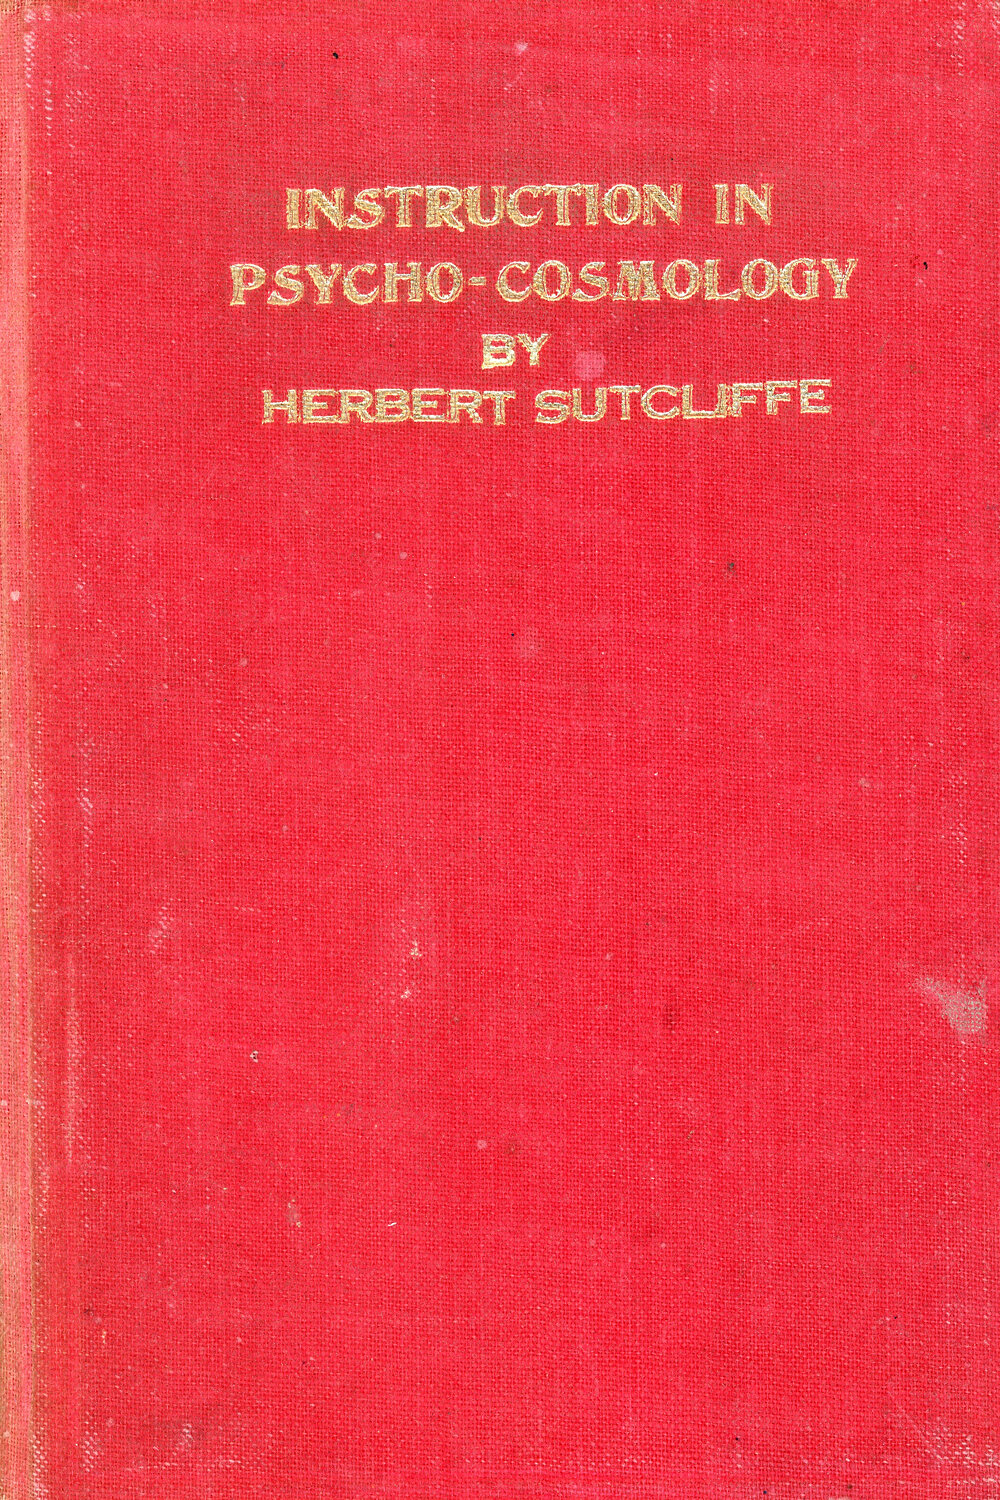 INSTRUCTION IN
PSYCHO-COSMOLOGY
BY
HERBERT SUTCLIFFE